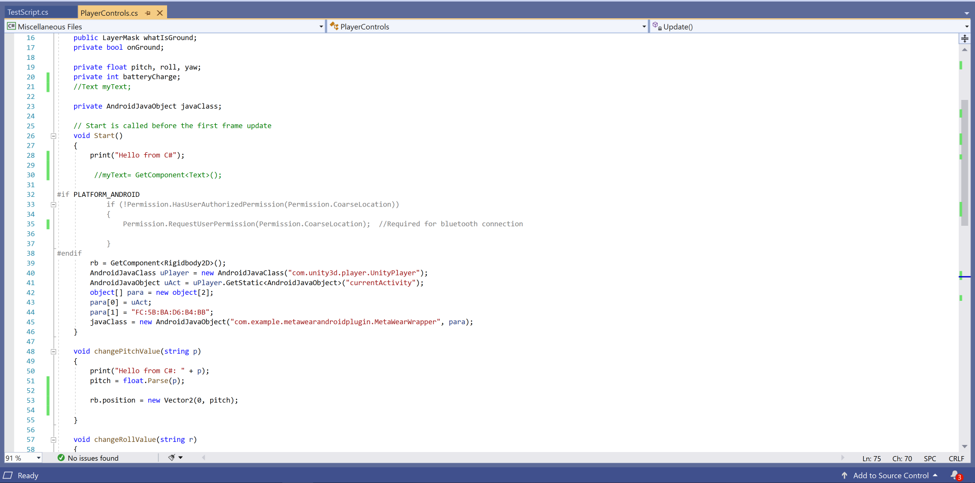 TestScript.cs
PlayerControls.cs
Miscellaneous Files
PlayerControls
Update()
16 public LayerMask whatIsGround;
17 private bool onGround;
18
19 private float pitch, roll, yaw;
20 private int batteryCharge;
21 //Text myText;
22
23 private AndroidJavaObject javaClass;
24
25 // Start is called before the first frame update
26 void Start()
27 {
28 print("Hello from C#");
29
30 //myText= GetComponent<Text>();
31
32 #if PLATFORM_ANDROID
33 if (!Permission.HasUserAuthorizedPermission(Permission.CoarseLocation))
34 {
35 Permission.RequestUserPermission(Permission.CoarseLocation); //Required for bluetooth connection
36
37 }
38 #endif
39 rb = GetComponent<Rigidbody2D>();
40 AndroidJavaClass uPlayer = new AndroidJavaClass("com.unity3d.player.UnityPlayer");
41 AndroidJavaObject uAct = uPlayer.GetStatic<AndroidJavaObject>("currentActivity");
42 object[] para = new object[2];
43 para[0] = uAct;
44 para[1] = "FC:5B:BA:D6:B4:BB";
45 javaClass = new AndroidJavaObject("com.example.metawearandroidplugin.MetaWearWrapper", para);
46 }
47
48 void changePitchValue(string p)
49 {
50 print("Hello from C#: " + p);
51 pitch = float.Parse(p);
52
53 rb.position = new Vector2(0, pitch);
54
55 }
56
57 void changeRollValue(string r)
58 {
91 %
No issues found
Ln: 75 Ch: 70 SPC CRLF
Ready
Add to Source Control
3